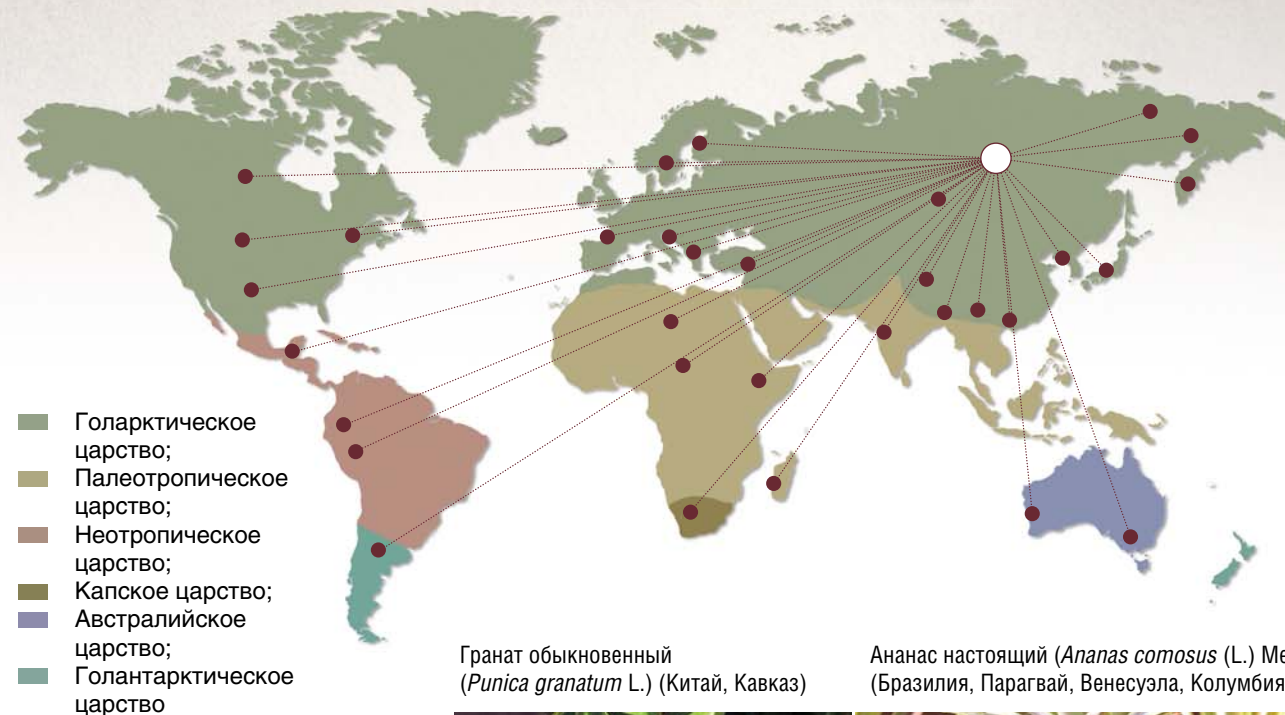 Голарктическое
царство;
Палеотропическое
царство;
Неотропическое
царство;
Капское царство;
Австралийское
царство;
Голантарктическое
царство
Гранат обыкновенный
(Punica granatum L.) (Китай, Кавказ)
Ананас настоящий (Ananas comosus (L.) Me
(Бразилия, Парагвай, Венесуэла, Колумбия